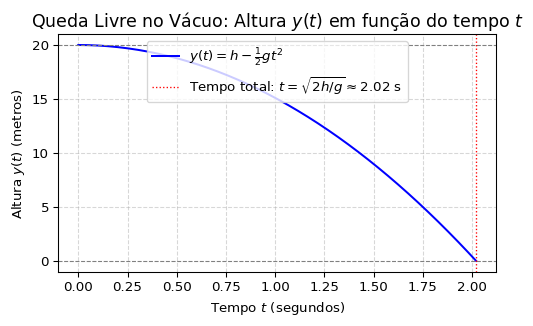 Queda Livre no Vácuo: Altura y(t) em função do tempo t
y(t) = h − ½gt²
Tempo total: t = √2h/g ≈ 2.02 s
Altura y(t) (metros)
20
15
10
5
0
0.00 0.25 0.50 0.75 1.00 1.25 1.50 1.75 2.00
Tempo t (segundos)